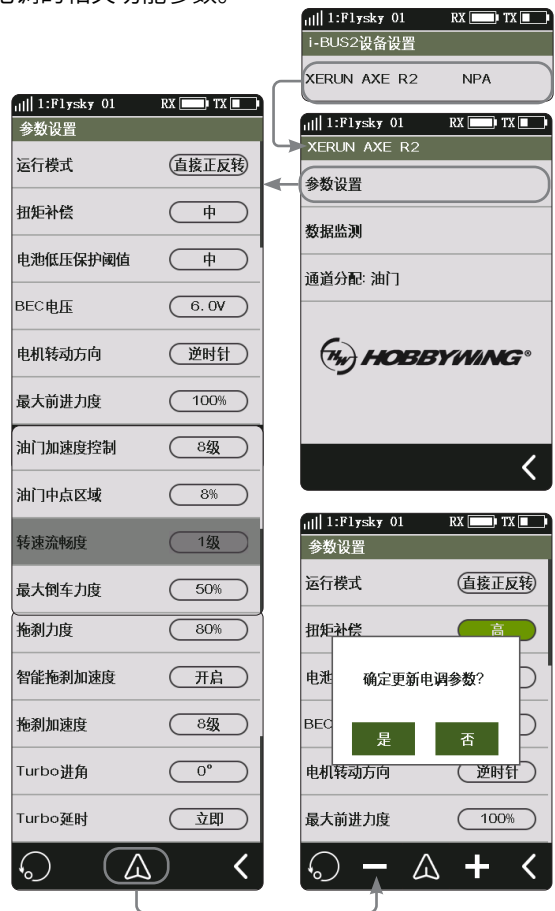 电调的相关功能参数。
1:Flysky 01 RX TX
i-BUS2设备设置
XERUN AXE R2 NPA
1:Flysky 01 RX TX
XERUN AXE R2
参数设置
数据监测
通道分配: 油门
HW HOBBYWING®
1:Flysky 01 RX TX
参数设置
运行模式 直接正反转
扭矩补偿 中
电池低压保护阈值 中
BEC电压 6.0V
电机转动方向 逆时针
最大前进力度 100%
油门加速度控制 8级
油门中点区域 8%
转速流畅度 1级
最大倒车力度 50%
拖刹力度 80%
智能拖刹加速度 开启
拖刹加速度 8级
Turbo进角 0°
Turbo延时 立即
1:Flysky 01 RX TX
参数设置
运行模式 直接正反转
扭矩补偿 高
电池
确定更新电调参数?
BEC
是 否
电机转动方向 逆时针
最大前进力度 100%